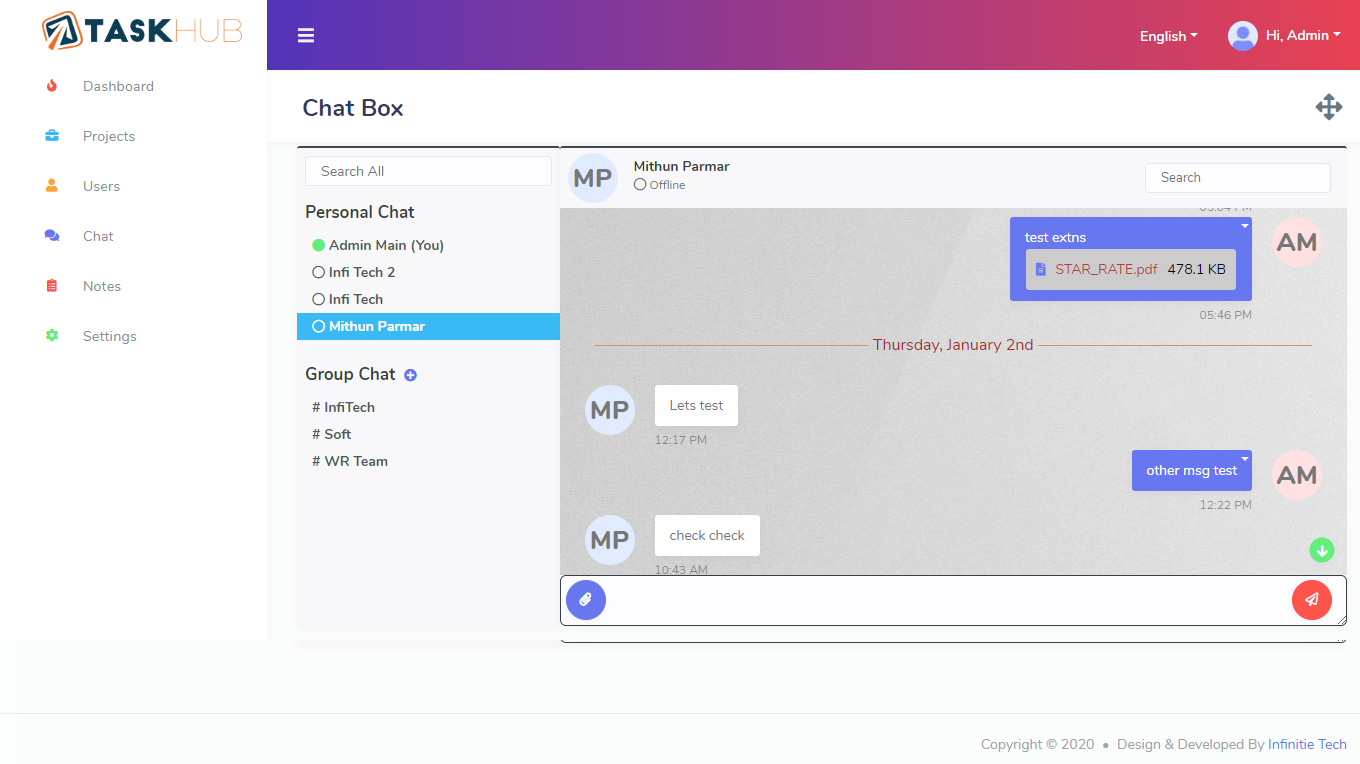 TASKHUB
English
Hi, Admin
Dashboard
Projects
Users
Chat
Notes
Settings
Chat Box
Search All
Personal Chat
Admin Main (You)
Infi Tech 2
Infi Tech
Mithun Parmar
Group Chat
# InfiTech
# Soft
# WR Team
MP
Mithun Parmar
Offline
Search
test extns
STAR_RATE.pdf 478.1 KB
AM
05:46 PM
Thursday, January 2nd
MP
Lets test
12:17 PM
other msg test
AM
12:22 PM
MP
check check
10:43 AM
Copyright © 2020 • Design & Developed By Infinitie Tech